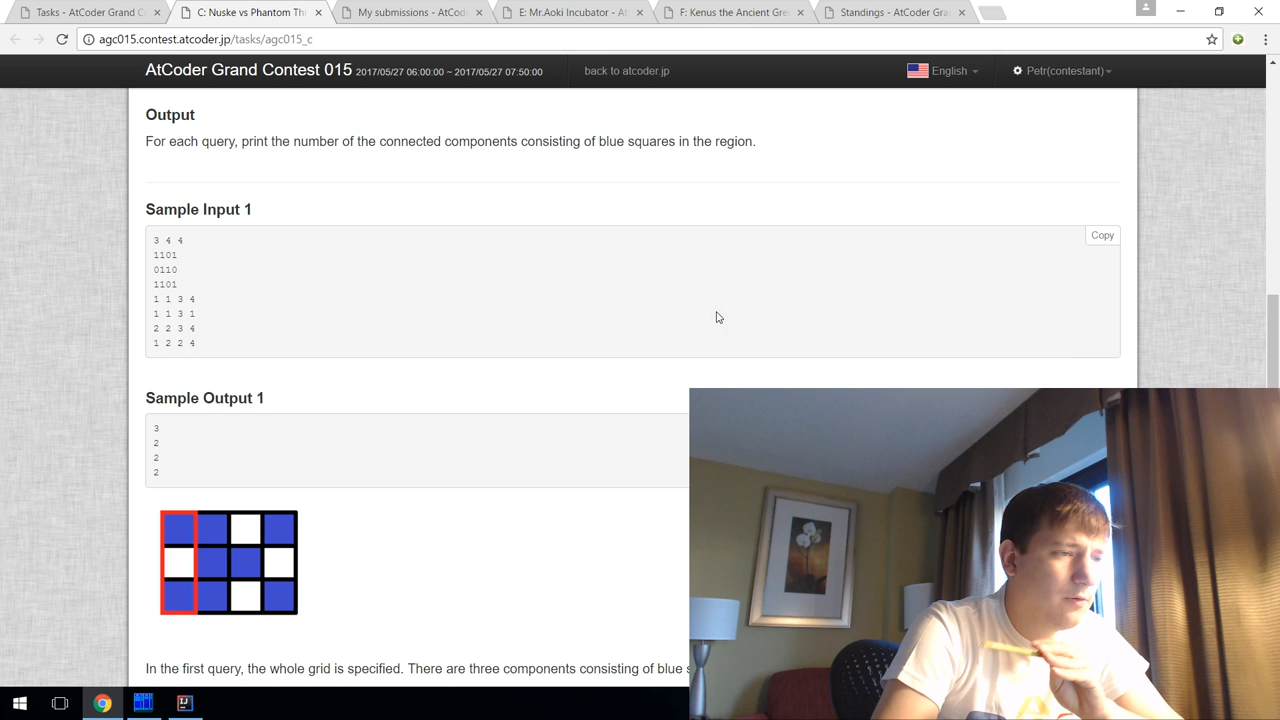 Tasks - AtCoder Grand C
C: Nuske vs Phantom Th
My submissions - AtCod
E: Mr.Aoki Incubator - At
F: Kenus the Ancient Gre
Standings - AtCoder Gra
agc015.contest.atcoder.jp/tasks/agc015_c
AtCoder Grand Contest 015 2017/05/27 06:00:00 ~ 2017/05/27 07:50:00
back to atcoder.jp
English
Petr(contestant)
Output
For each query, print the number of the connected components consisting of blue squares in the region.
Sample Input 1
Copy
3 4 4
1101
0110
1101
1 1 3 4
1 1 3 1
2 2 3 4
1 2 2 4
Sample Output 1
3
2
2
2
In the first query, the whole grid is specified. There are three components consisting of blue s